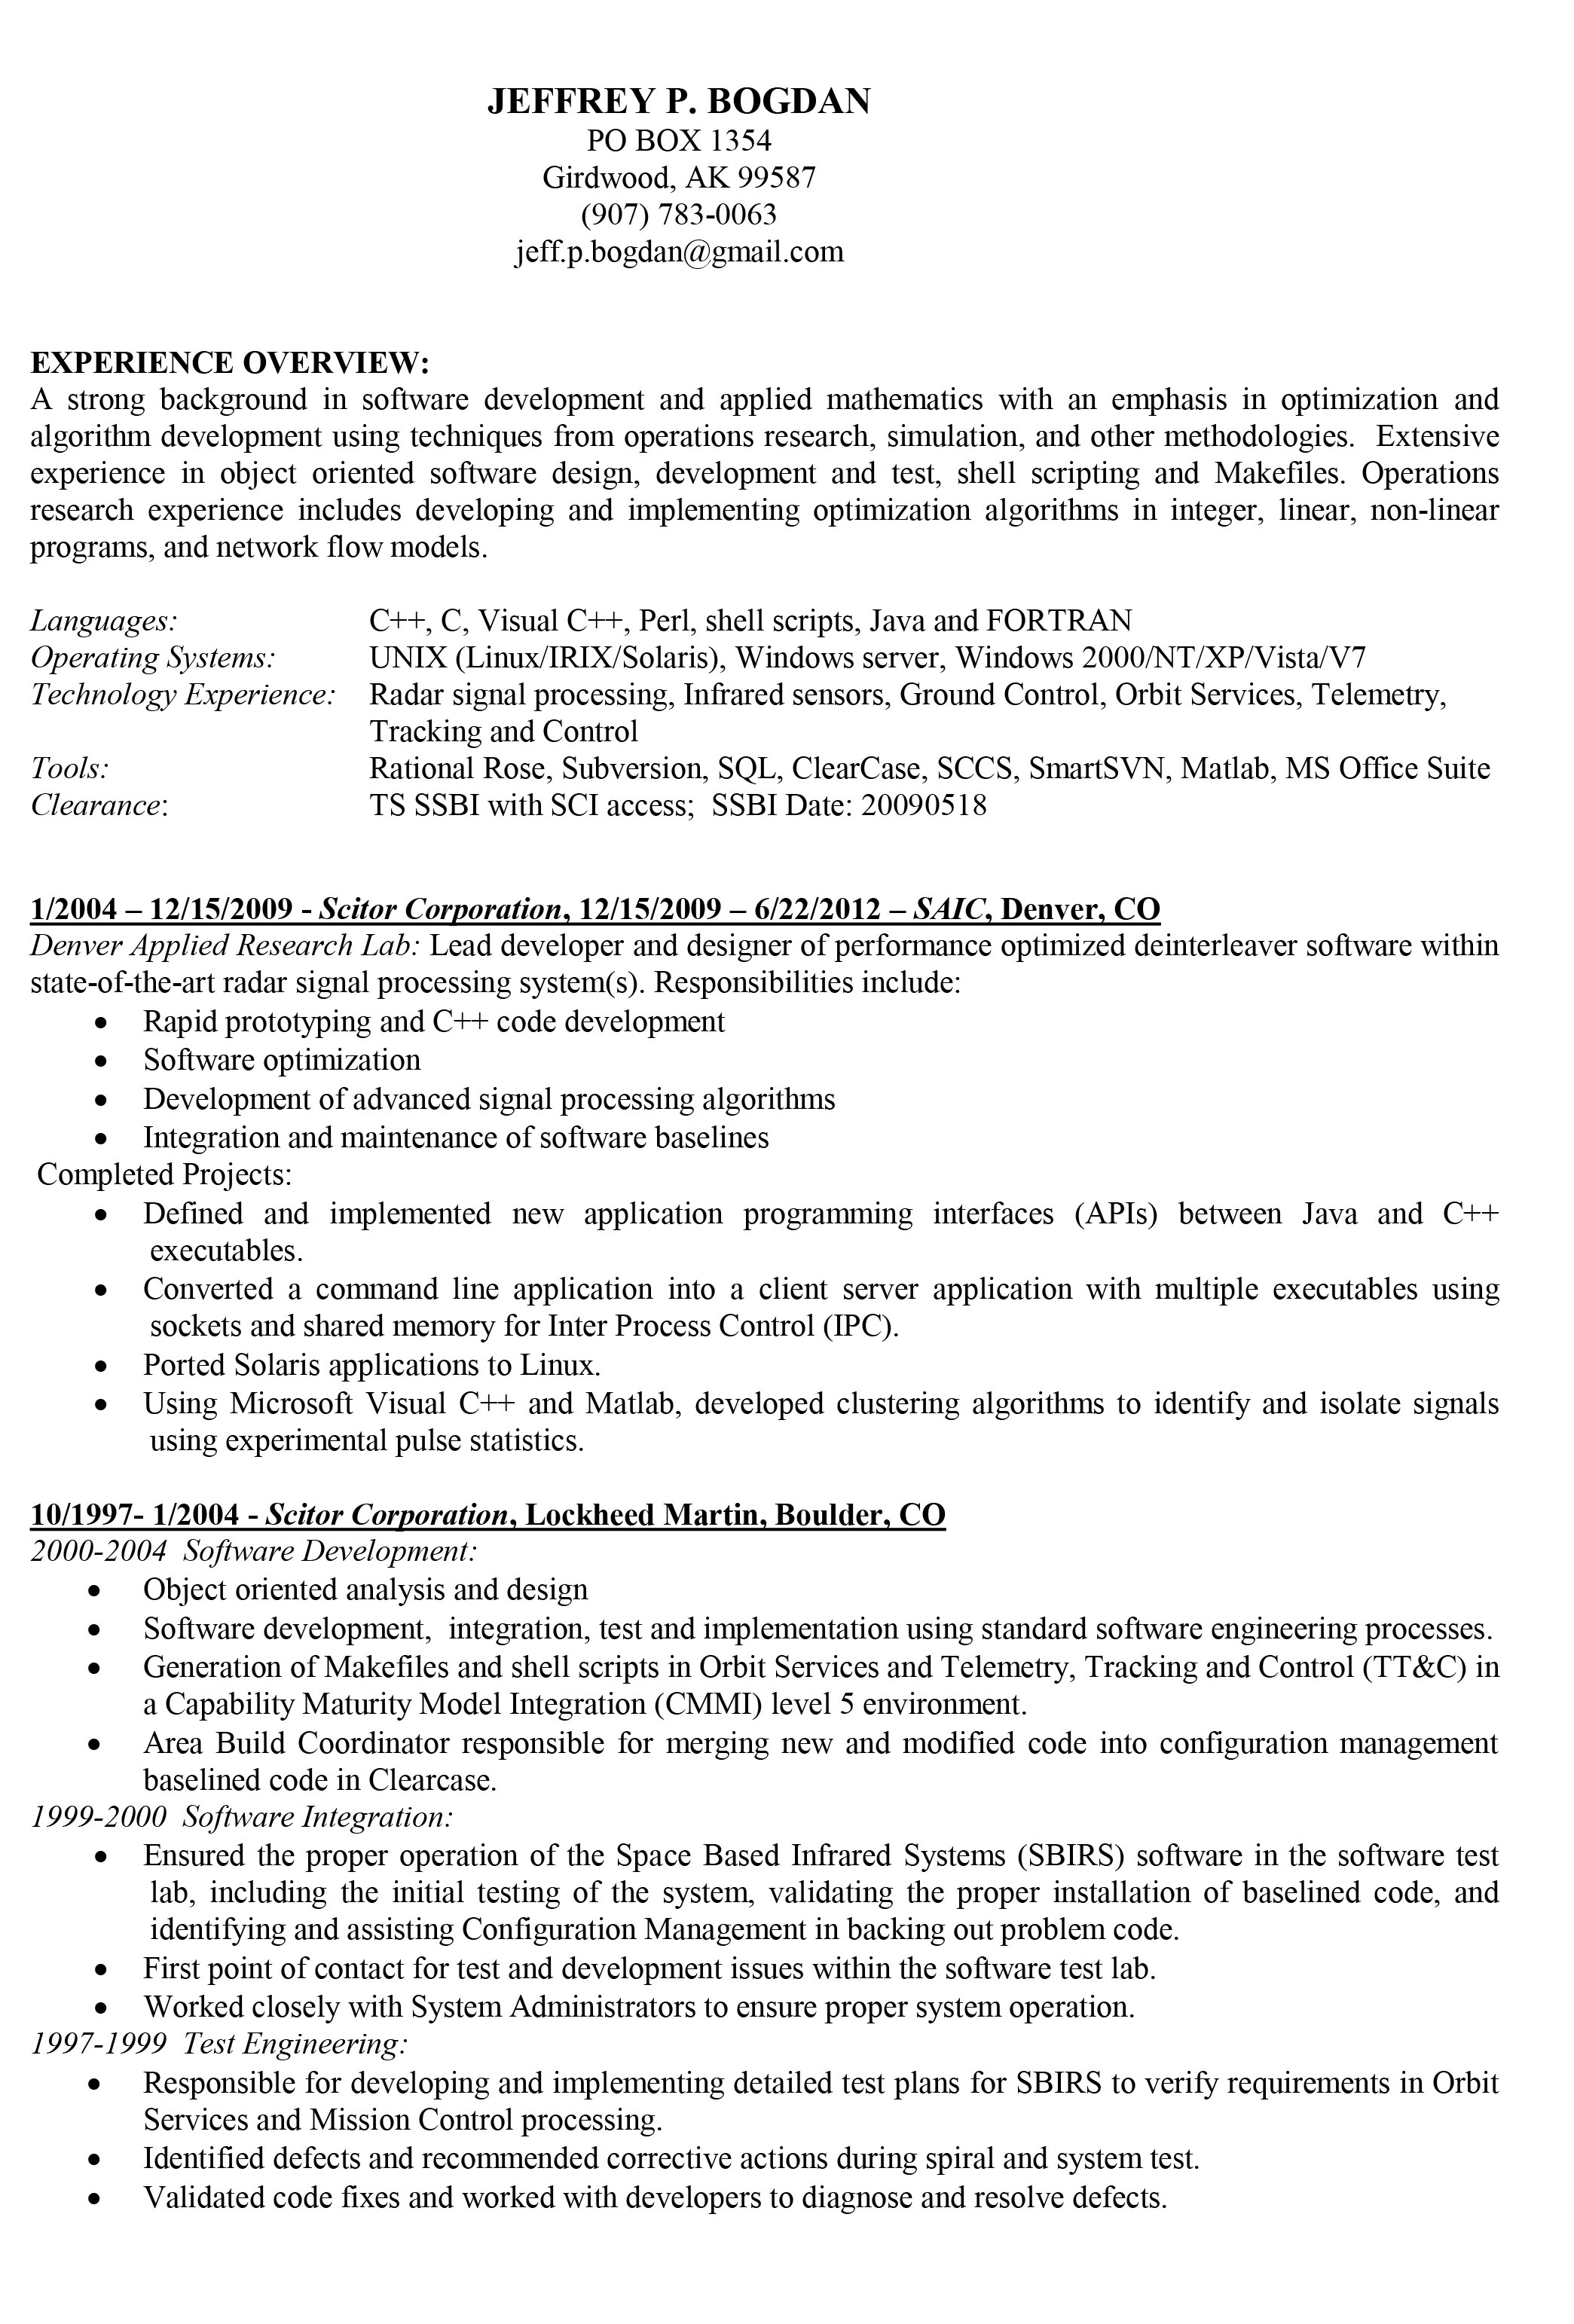 JEFFREY P. BOGDAN
PO BOX 1354
Girdwood, AK 99587
(907) 783-0063
jeff.p.bogdan@gmail.com
EXPERIENCE OVERVIEW:
A strong background in software development and applied mathematics with an emphasis in optimization and
algorithm development using techniques from operations research, simulation, and other methodologies. Extensive
experience in object oriented software design, development and test, shell scripting and Makefiles. Operations
research experience includes developing and implementing optimization algorithms in integer, linear, non-linear
programs, and network flow models.
Languages: C++, C, Visual C++, Perl, shell scripts, Java and FORTRAN
Operating Systems: UNIX (Linux/IRIX/Solaris), Windows server, Windows 2000/NT/XP/Vista/V7
Technology Experience: Radar signal processing, Infrared sensors, Ground Control, Orbit Services, Telemetry,
Tracking and Control
Tools: Rational Rose, Subversion, SQL, ClearCase, SCCS, SmartSVN, Matlab, MS Office Suite
Clearance: TS SSBI with SCI access; SSBI Date: 20090518
1/2004 – 12/15/2009 - Scitor Corporation, 12/15/2009 – 6/22/2012 – SAIC, Denver, CO
Denver Applied Research Lab: Lead developer and designer of performance optimized deinterleaver software within
state-of-the-art radar signal processing system(s). Responsibilities include:
• Rapid prototyping and C++ code development
• Software optimization
• Development of advanced signal processing algorithms
• Integration and maintenance of software baselines
Completed Projects:
• Defined and implemented new application programming interfaces (APIs) between Java and C++
executables.
• Converted a command line application into a client server application with multiple executables using
sockets and shared memory for Inter Process Control (IPC).
• Ported Solaris applications to Linux.
• Using Microsoft Visual C++ and Matlab, developed clustering algorithms to identify and isolate signals
using experimental pulse statistics.
10/1997- 1/2004 - Scitor Corporation, Lockheed Martin, Boulder, CO
2000-2004 Software Development:
• Object oriented analysis and design
• Software development, integration, test and implementation using standard software engineering processes.
• Generation of Makefiles and shell scripts in Orbit Services and Telemetry, Tracking and Control (TT&C) in
a Capability Maturity Model Integration (CMMI) level 5 environment.
• Area Build Coordinator responsible for merging new and modified code into configuration management
baselined code in Clearcase.
1999-2000 Software Integration:
• Ensured the proper operation of the Space Based Infrared Systems (SBIRS) software in the software test
lab, including the initial testing of the system, validating the proper installation of baselined code, and
identifying and assisting Configuration Management in backing out problem code.
• First point of contact for test and development issues within the software test lab.
• Worked closely with System Administrators to ensure proper system operation.
1997-1999 Test Engineering:
• Responsible for developing and implementing detailed test plans for SBIRS to verify requirements in Orbit
Services and Mission Control processing.
• Identified defects and recommended corrective actions during spiral and system test.
• Validated code fixes and worked with developers to diagnose and resolve defects.